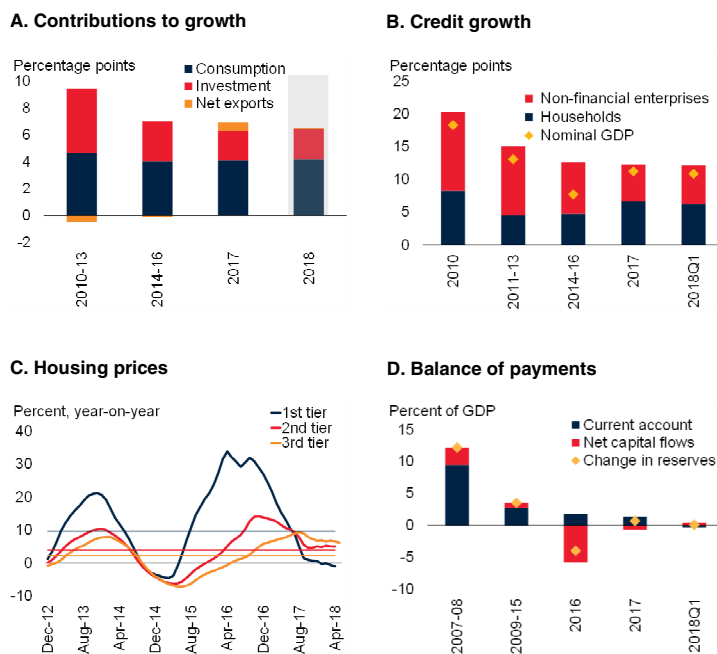 A. Contributions to growth
Percentage points
Consumption
Investment
Net exports
10
8
6
4
2
0
-2
2010-13
2014-16
2017
2018
B. Credit growth
Percentage points
Non-financial enterprises
Households
Nominal GDP
25
20
15
10
5
0
2010
2011-13
2014-16
2017
2018Q1
C. Housing prices
Percent, year-on-year
1st tier
2nd tier
3rd tier
40
30
20
10
0
-10
Dec-12
Aug-13
Apr-14
Dec-14
Aug-15
Apr-16
Dec-16
Aug-17
Apr-18
D. Balance of payments
Percent of GDP
Current account
Net capital flows
Change in reserves
15
10
5
0
-5
-10
2007-08
2009-15
2016
2017
2018Q1